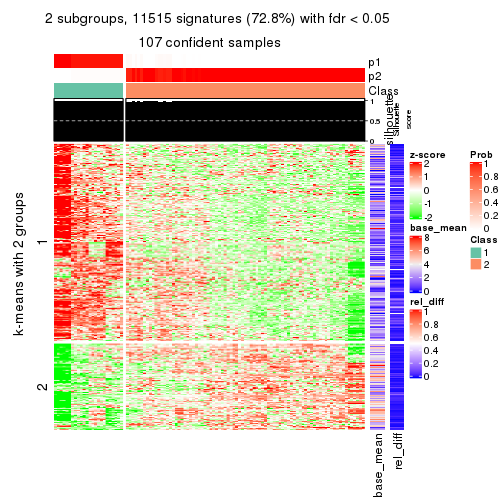 2 subgroups, 11515 signatures (72.8%) with fdr < 0.05
107 confident samples
p1
p2
Class
silhouette
Silhouette
score
1
0.5
0
k-means with 2 groups
1
2
base_mean
rel_diff
z-score
2
1
0
-1
-2
base_mean
8
6
4
2
0
rel_diff
1
0.8
0.6
0.4
0.2
0
Prob
1
0.8
0.6
0.4
0.2
0
Class
1
2